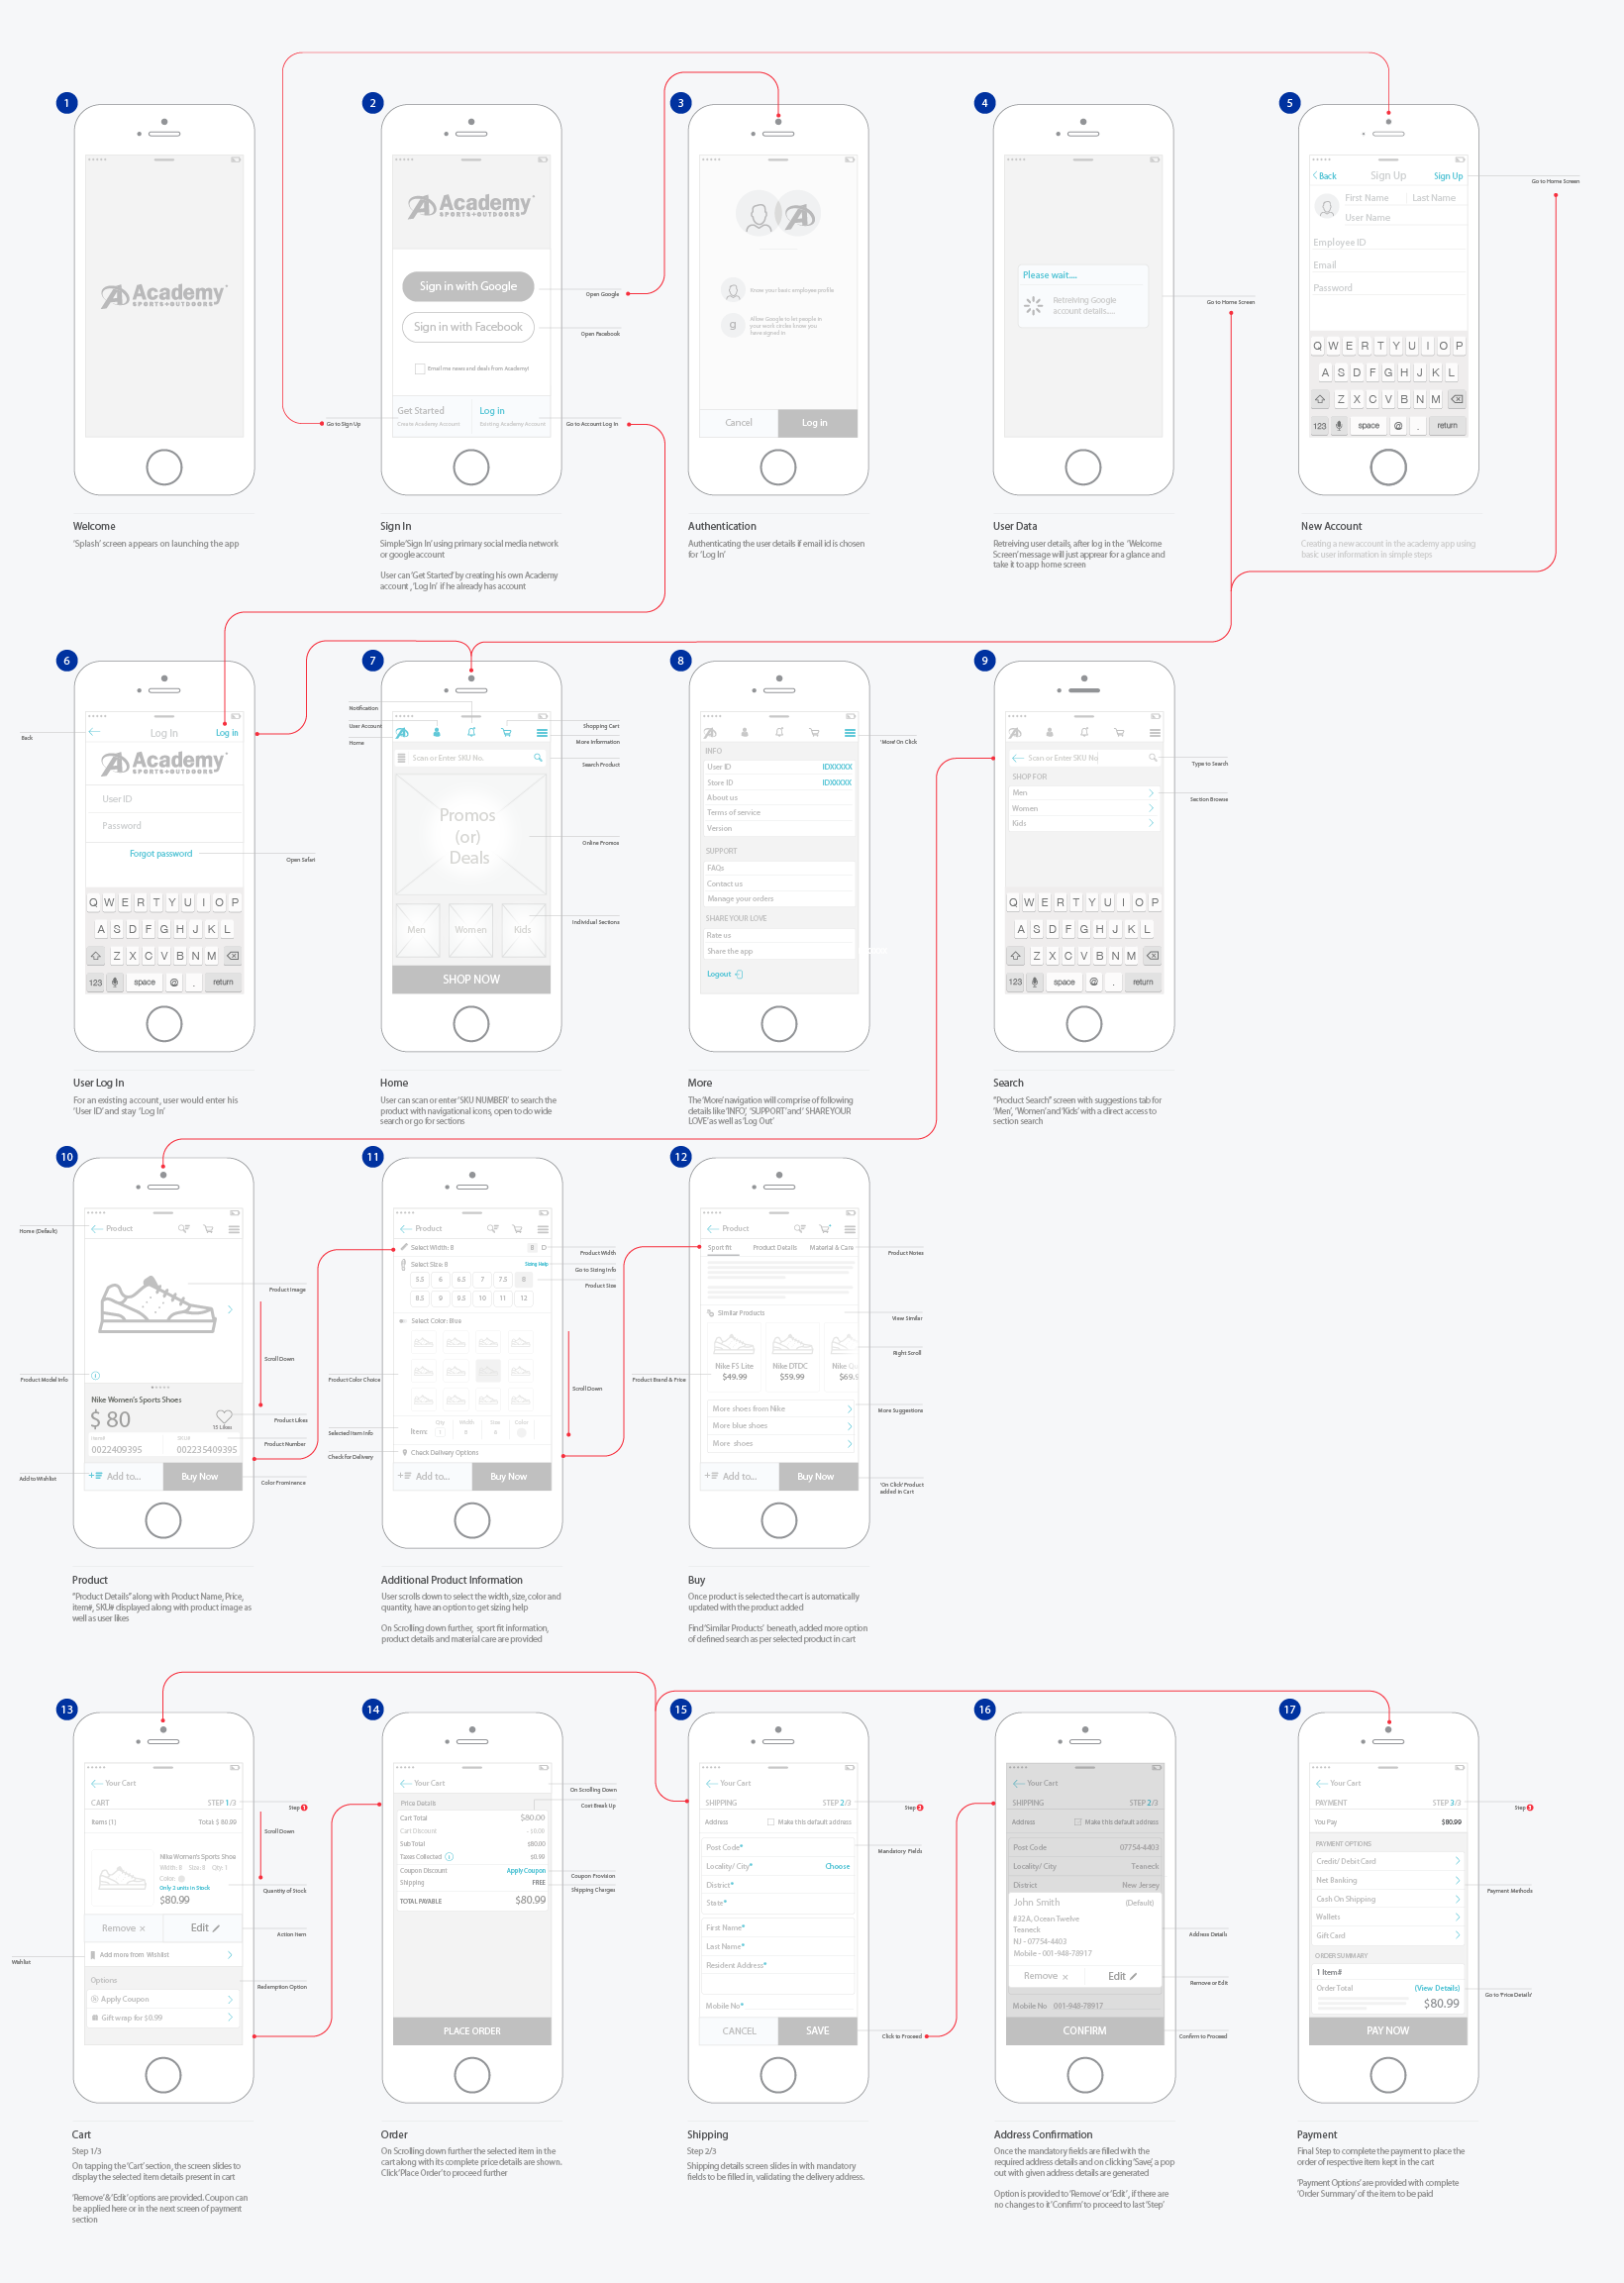 1
Academy
SPORTS+OUTDOORS
Welcome
'Splash' screen appears on launching the app
2
Academy
SPORTS+OUTDOORS
Sign in with Google
Open Google
Sign in with Facebook
Open Facebook
Email me news and deals from Academy!
Get Started
Log in
Create Academy Account
Existing Academy Account
Go to Sign Up
Go to Account Log In
Sign In
Simple 'Sign In' using primary social media network
or google account
User can 'Get Started' by creating his own Academy
account , 'Log In' if he already has account
3
Know your basic employee profile
g
Allow Google to let people in
your work circles know you
have signed in
Cancel
Log in
Authentication
Authenticating the user details if email id is chosen
for 'Log In'
4
Please wait....
Retreiving Google
account details....
Go to Home Screen
User Data
Retreiving user details, after log in the 'Welcome
Screen' message will just apprear for a glance and
take it to app home screen
5
Back
Sign Up
Sign Up
Go to Home Screen
First Name
Last Name
User Name
Employee ID
Email
Password
Q W E R T Y U I O P
A S D F G H J K L
Z X C V B N M
123 space @ . return
New Account
Creating a new account in the academy app using
basic user information in simple steps
6
Back
Log In
Log in
Academy
SPORTS+OUTDOORS
User ID
Password
Forgot password
Open Safari
Q W E R T Y U I O P
A S D F G H J K L
Z X C V B N M
123 space @ . return
User Log In
For an existing account, user would enter his
'User ID' and stay 'Log In'
7
Notification
User Account
Home
Shopping Cart
More Information
Scan or Enter SKU No.
Search Product
Promos
(or)
Deals
Online Promos
Men
Women
Kids
Individual Sections
SHOP NOW
Home
User can scan or enter 'SKU NUMBER' to search the
product with navigational icons, open to do wide
search or go for sections
8
'More' On Click
INFO
User ID IDXXXXX
Store ID IDXXXXX
About us
Terms of service
Version
SUPPORT
FAQs
Contact us
Manage your orders
SHARE YOUR LOVE
Rate us
Share the app
Logout
More
The 'More' navigation will comprise of following
details like 'INFO', 'SUPPORT' and ' SHARE YOUR
LOVE' as well as 'Log Out'
9
Scan or Enter SKU No
Type to Search
SHOP FOR
Men
Section Browse
Women
Kids
Q W E R T Y U I O P
A S D F G H J K L
Z X C V B N M
123 space @ . return
Search
"Product Search" screen with suggestions tab for
'Men', 'Women' and 'Kids' with a direct access to
section search
10
Home (Default)
Product
Product Image
Scroll Down
Product Model Info
Nike Women's Sports Shoes
$ 80
15 Likes
Product Likes
Item#
SKU#
Product Number
0022409395
002235409395
Add to Wishlist
Add to...
Buy Now
Color Prominence
Product
"Product Details" along with Product Name, Price,
item#, SKU# displayed along with product image as
well as user likes
11
Product
Select Width: B
B D
Product Width
Select Size: 8
Sizing Help
Go to Sizing Info
5.5 6 6.5 7 7.5 8
Product Size
8.5 9 9.5 10 11 12
Select Color: Blue
Product Color Choice
Scroll Down
Qty Width Size Color
Items 1 B 6
Selected Item Info
Check Delivery Options
Check for Delivery
Add to...
Buy Now
Additional Product Information
User scrolls down to select the width, size, color and
quantity, have an option to get sizing help
On Scrolling down further, sport fit information,
product details and material care are provided
12
Product
Sport fit
Product Details
Material & Care
Product Notes
Similar Products
View Similar
Right Scroll
Nike FS Lite
Nike DTDC
Nike Qu
Product Brand & Price
$49.99
$59.99
$69.9
More shoes from Nike
More Suggestions
More blue shoes
More shoes
Add to...
Buy Now
'On Click' Product
added in Cart
Buy
Once product is selected the cart is automatically
updated with the product added
Find 'Similar Products' beneath, added more option
of defined search as per selected product in cart
13
Your Cart
CART
STEP 1/3
Step 1
Items (1)
Total: $ 80.99
Scroll Down
Nike Women's Sports Shoe
Width: B Size: 8 Qty: 1
Color:
Only 2 units in Stock
Quantity of Stock
$80.99
Remove ×
Edit
Action Item
Wishlist
Add more from Wishlist
Options
Redemption Option
Apply Coupon
Gift wrap for $0.99
Cart
Step 1/3
On tapping the 'Cart' section, the screen slides to
display the selected item details present in cart
'Remove' & 'Edit' options are provided. Coupon can
be applied here or in the next screen of payment
section
14
Your Cart
On Scrolling Down
Price Details
Cost Break Up
Cart Total $80.00
Cart Discount - $6.00
Sub Total $80.00
Taxes Collected $0.99
Coupon Discount Apply Coupon
Coupon Provision
Shipping FREE
Shipping Charges
TOTAL PAYABLE $80.99
PLACE ORDER
Order
On Scrolling down further the selected item in the
cart along with its complete price details are shown.
Click 'Place Order' to proceed further
15
Your Cart
SHIPPING
STEP 2/3
Step 2
Address
Make this default address
Post Code*
Mandatory Fields
Locality/ City*
Choose
District*
State*
First Name*
Last Name*
Resident Address*
Mobile No*
CANCEL
SAVE
Click to Proceed
Shipping
Step 2/3
Shipping details screen slides in with mandatory
fields to be filled in, validating the delivery address.
16
Your Cart
SHIPPING
STEP 2/3
Address
Make this default address
Post Code 07754-4403
Locality/ City Teaneck
District New Jersey
John Smith (Default)
#32A, Ocean Twelve
Teaneck
NJ - 07754-4403
Mobile - 001-948-78917
Address Details
Remove ×
Edit
Remove or Edit
Mobile No 001-948-78917
CONFIRM
Confirm to Proceed
Address Confirmation
Once the mandatory fields are filled with the
required address details and on clicking 'Save', a pop
out with given address details are generated
Option is provided to 'Remove' or 'Edit' , if there are
no changes to it 'Confirm' to proceed to last 'Step'
17
Your Cart
PAYMENT
STEP 3/3
Step 3
You Pay $80.99
PAYMENT OPTIONS
Credit/ Debit Card
Net Banking
Payment Methods
Cash On Shipping
Wallets
Gift Card
ORDER SUMMARY
1 Item#
Order Total (View Details)
Go to 'Price Details'
$80.99
PAY NOW
Payment
Final Step to complete the payment to place the
order of respective item kept in the cart
'Payment Options' are provided with complete
'Order Summary' of the item to be paid